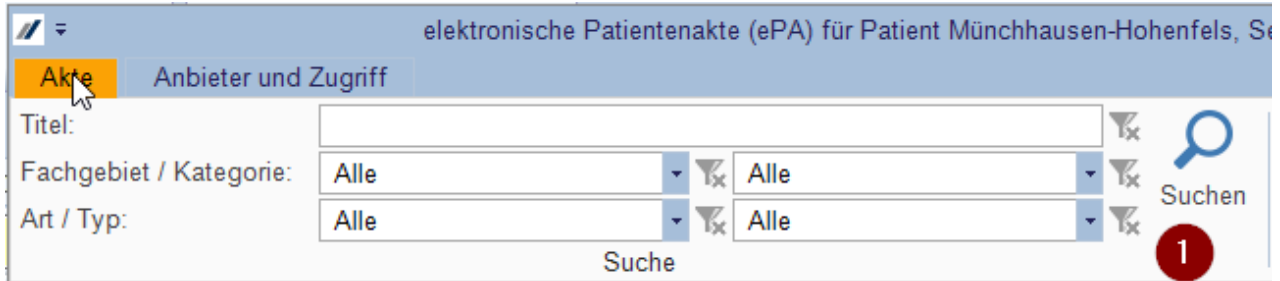 elektronische Patientenakte (ePA) für Patient Münchhausen-Hohenfels, Se
Akte Anbieter und Zugriff
Titel:
Fachgebiet / Kategorie: Alle Alle
Suchen
Art / Typ: Alle Alle
Suche
1